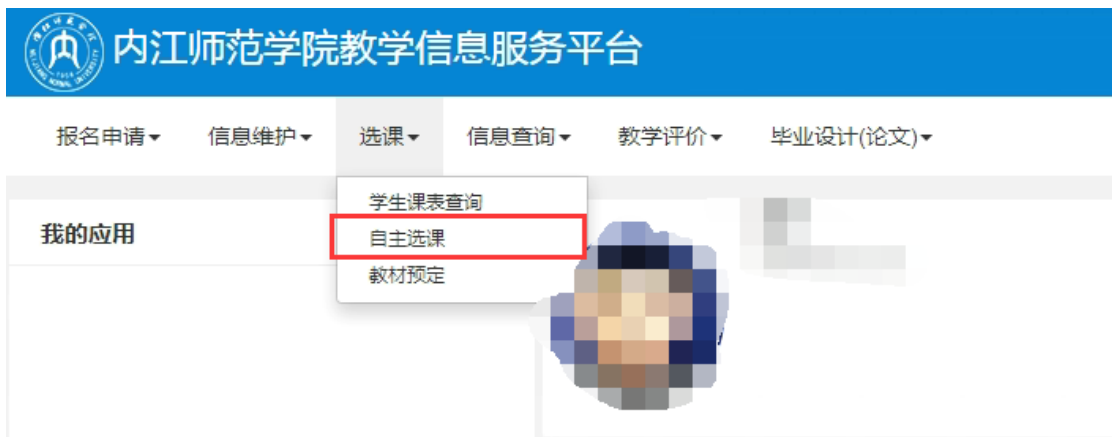 内江师范学院教学信息服务平台
报名申请 信息维护 选课 信息查询 教学评价 毕业设计(论文)
学生课表查询
我的应用
自主选课
教材预定